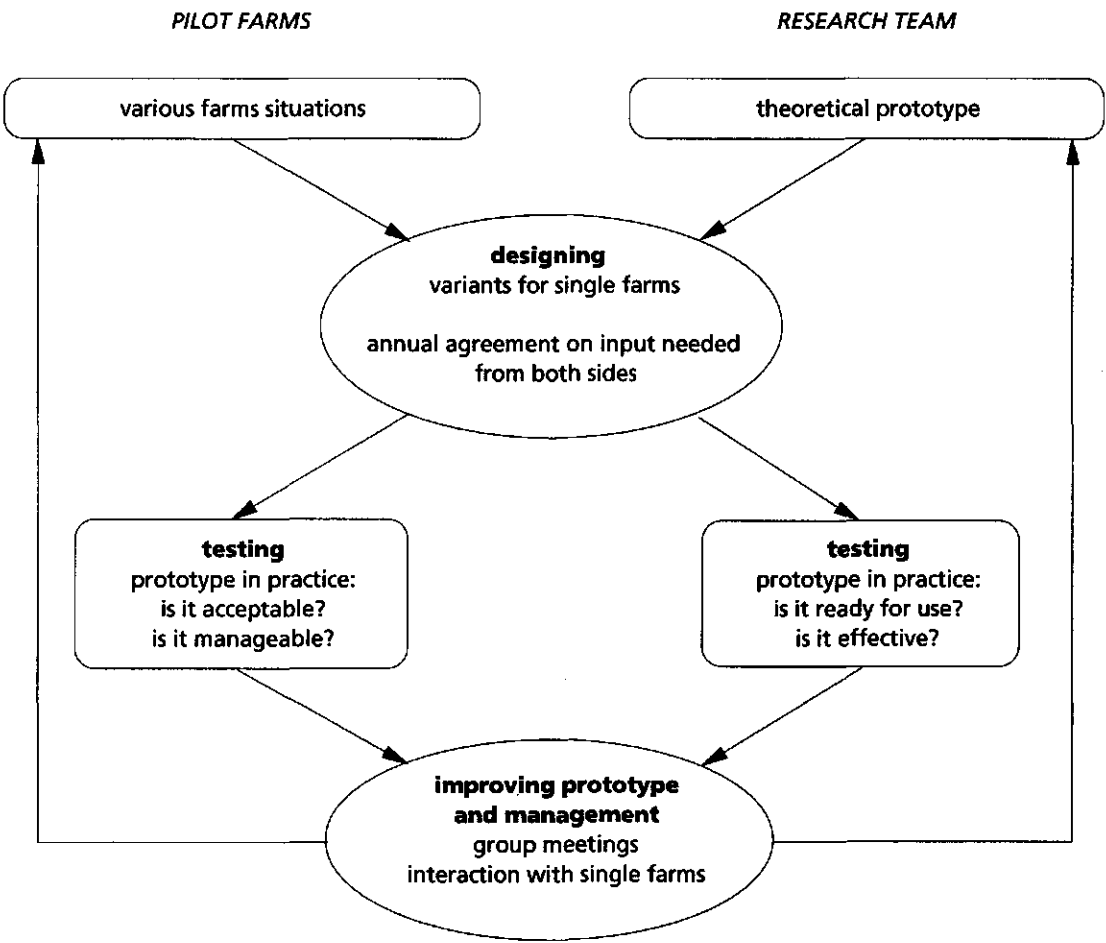 PILOT FARMS
RESEARCH TEAM
various farms situations
theoretical prototype
designing
variants for single farms
annual agreement on input needed
from both sides
testing
prototype in practice:
is it acceptable?
is it manageable?
testing
prototype in practice:
is it ready for use?
is it effective?
improving prototype
and management
group meetings
interaction with single farms